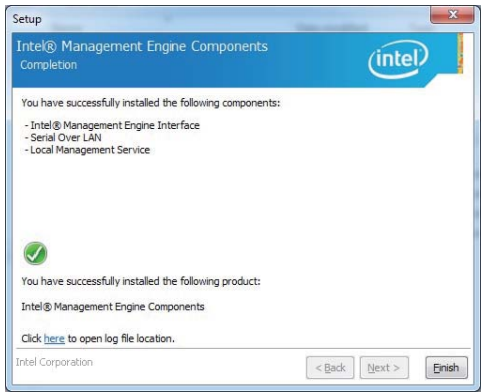 Setup
X
Intel® Management Engine Components
Completion
intel
You have successfully installed the following components:
- Intel® Management Engine Interface
- Serial Over LAN
- Local Management Service
You have successfully installed the following product:
Intel® Management Engine Components
Click here to open log file location.
Intel Corporation
< Back Next > Finish